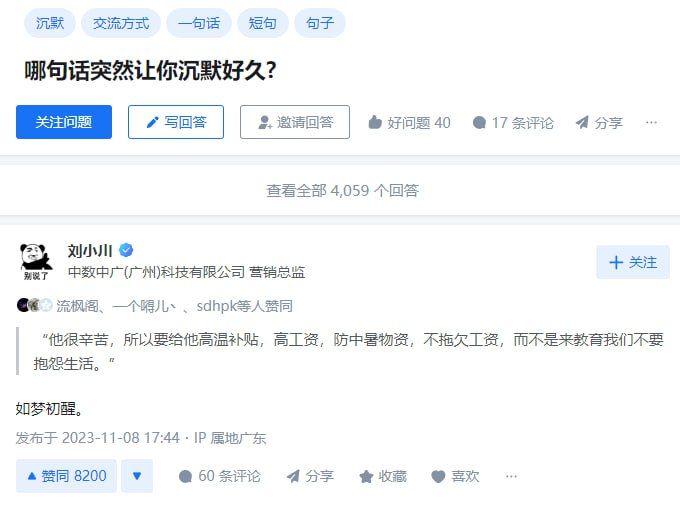 沉默 交流方式 一句话 短句 句子
哪句话突然让你沉默好久?
关注问题 写回答 邀请回答 好问题 40 17 条评论 分享 ···
查看全部 4,059 个回答
刘小川
中数中广(广州)科技有限公司 营销总监
+ 关注
别说了
流枫阁、一个嗬儿丶、sdhpk等人赞同
“他很辛苦，所以要给他高温补贴，高工资，防中暑物资，不拖欠工资，而不是来教育我们不要
抱怨生活。”
如梦初醒。
发布于 2023-11-08 17:44 · IP 属地广东
赞同 8200 60 条评论 分享 收藏 喜欢 ···